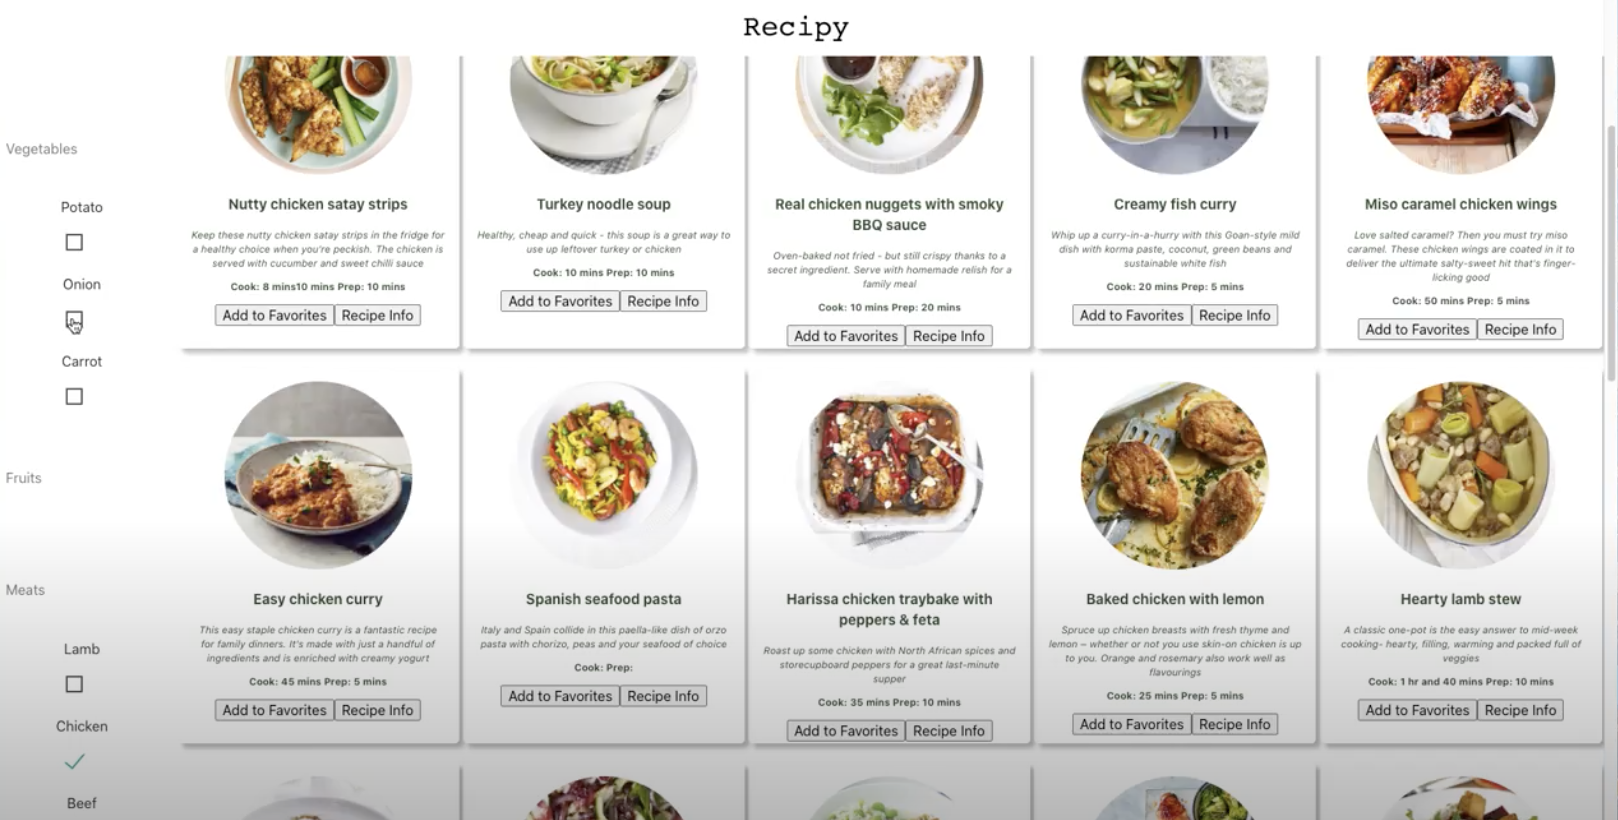 Recipy
Vegetables
Potato
Onion
Carrot
Fruits
Meats
Lamb
Chicken
Beef
Nutty chicken satay strips
Keep these nutty chicken satay strips in the fridge for
a healthy choice when you're peckish. The chicken is
served with cucumber and sweet chilli sauce
Cook: 8 mins10 mins Prep: 10 mins
Add to Favorites Recipe Info
Turkey noodle soup
Healthy, cheap and quick - this soup is a great way to
use up leftover turkey or chicken
Cook: 10 mins Prep: 10 mins
Add to Favorites Recipe Info
Real chicken nuggets with smoky
BBQ sauce
Oven-baked not fried - but still crispy thanks to a
secret ingredient. Serve with homemade relish for a
family meal
Cook: 10 mins Prep: 20 mins
Add to Favorites Recipe Info
Creamy fish curry
Whip up a curry-in-a-hurry with this Goan-style mild
dish with korma paste, coconut, green beans and
sustainable white fish
Cook: 20 mins Prep: 5 mins
Add to Favorites Recipe Info
Miso caramel chicken wings
Love salted caramel? Then you must try miso
caramel. These chicken wings are coated in it to
deliver the ultimate salty-sweet hit that's finger-
licking good
Cook: 50 mins Prep: 5 mins
Add to Favorites Recipe Info
Easy chicken curry
This easy staple chicken curry is a fantastic recipe
for family dinners. It's made with just a handful of
ingredients and is enriched with creamy yogurt
Cook: 45 mins Prep: 5 mins
Add to Favorites Recipe Info
Spanish seafood pasta
Italy and Spain collide in this paella-like dish of orzo
pasta with chorizo, peas and your seafood of choice
Cook: Prep:
Add to Favorites Recipe Info
Harissa chicken traybake with
peppers & feta
Roast up some chicken with North African spices and
storecupboard peppers for a great last-minute
supper
Cook: 35 mins Prep: 10 mins
Add to Favorites Recipe Info
Baked chicken with lemon
Spruce up chicken breasts with fresh thyme and
lemon – whether or not you use skin-on chicken is up
to you. Orange and rosemary also work well as
flavourings
Cook: 25 mins Prep: 5 mins
Add to Favorites Recipe Info
Hearty lamb stew
A classic one-pot is the easy answer to mid-week
cooking- hearty, filling, warming and packed full of
veggies
Cook: 1 hr and 40 mins Prep: 10 mins
Add to Favorites Recipe Info